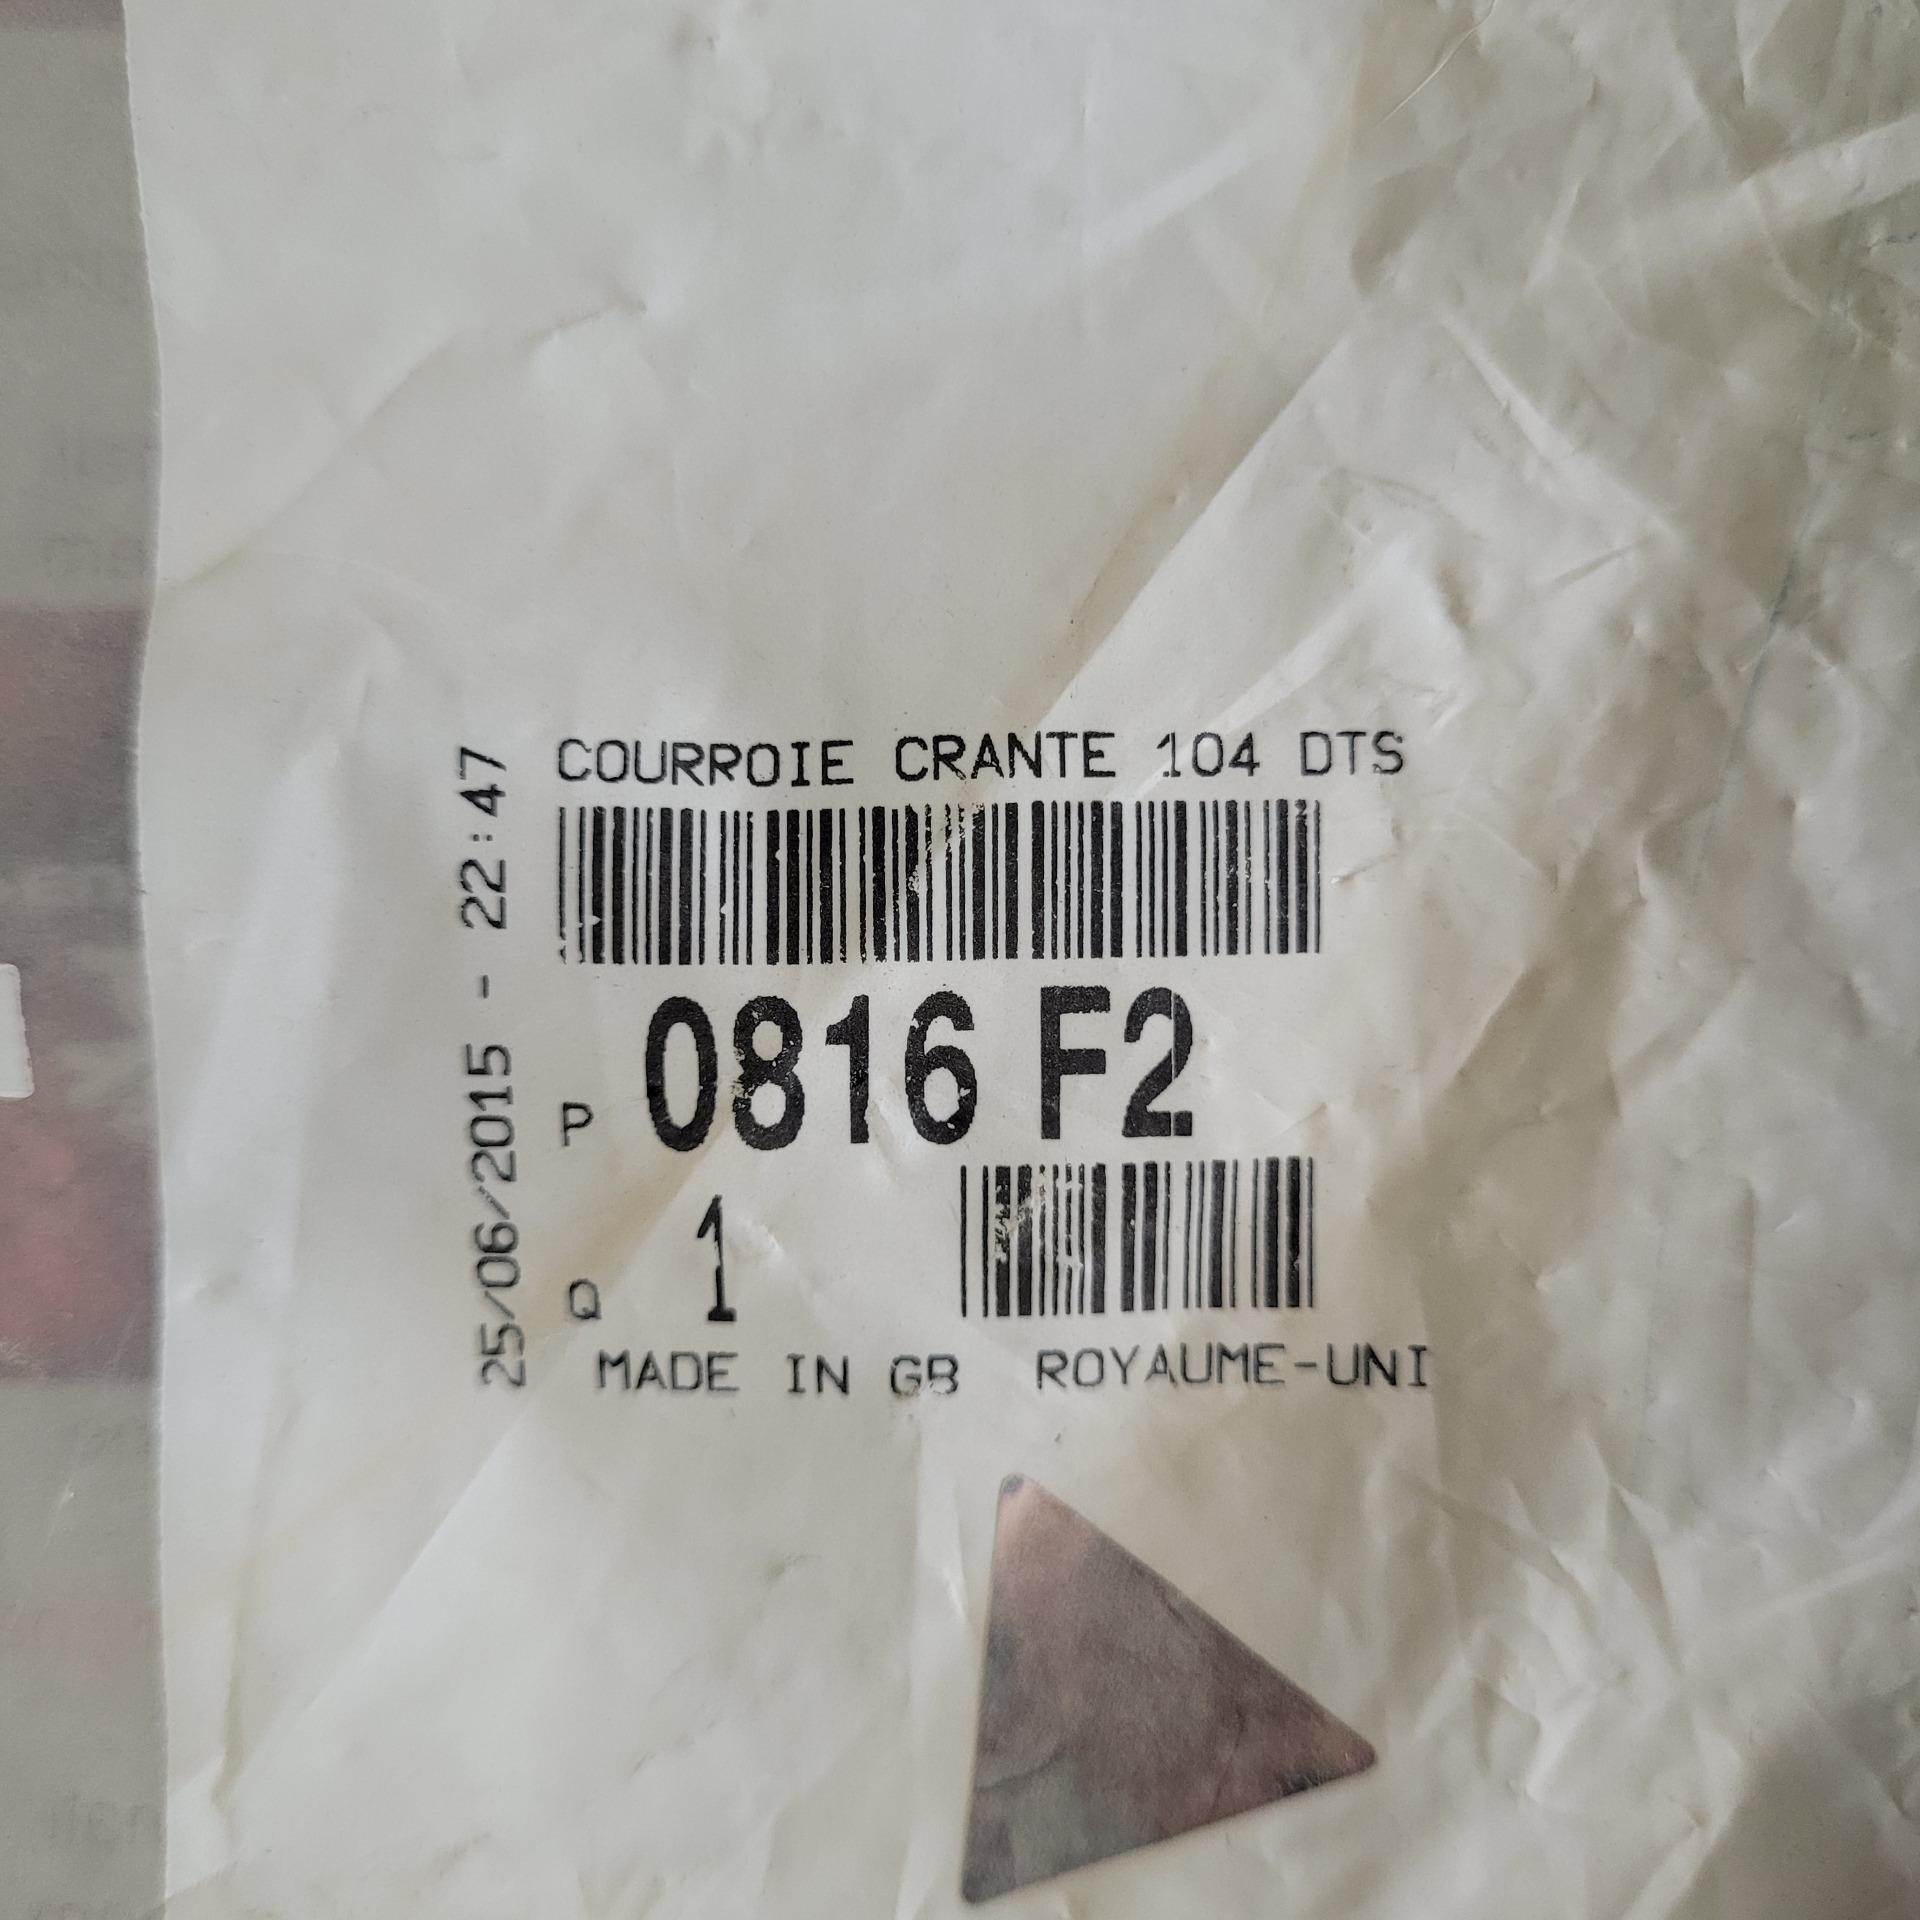 COURROIE CRANTE 104 DTS
25/06/2015 - 22:47
P 0816 F2
Q 1
MADE IN GB ROYAUME-UNI